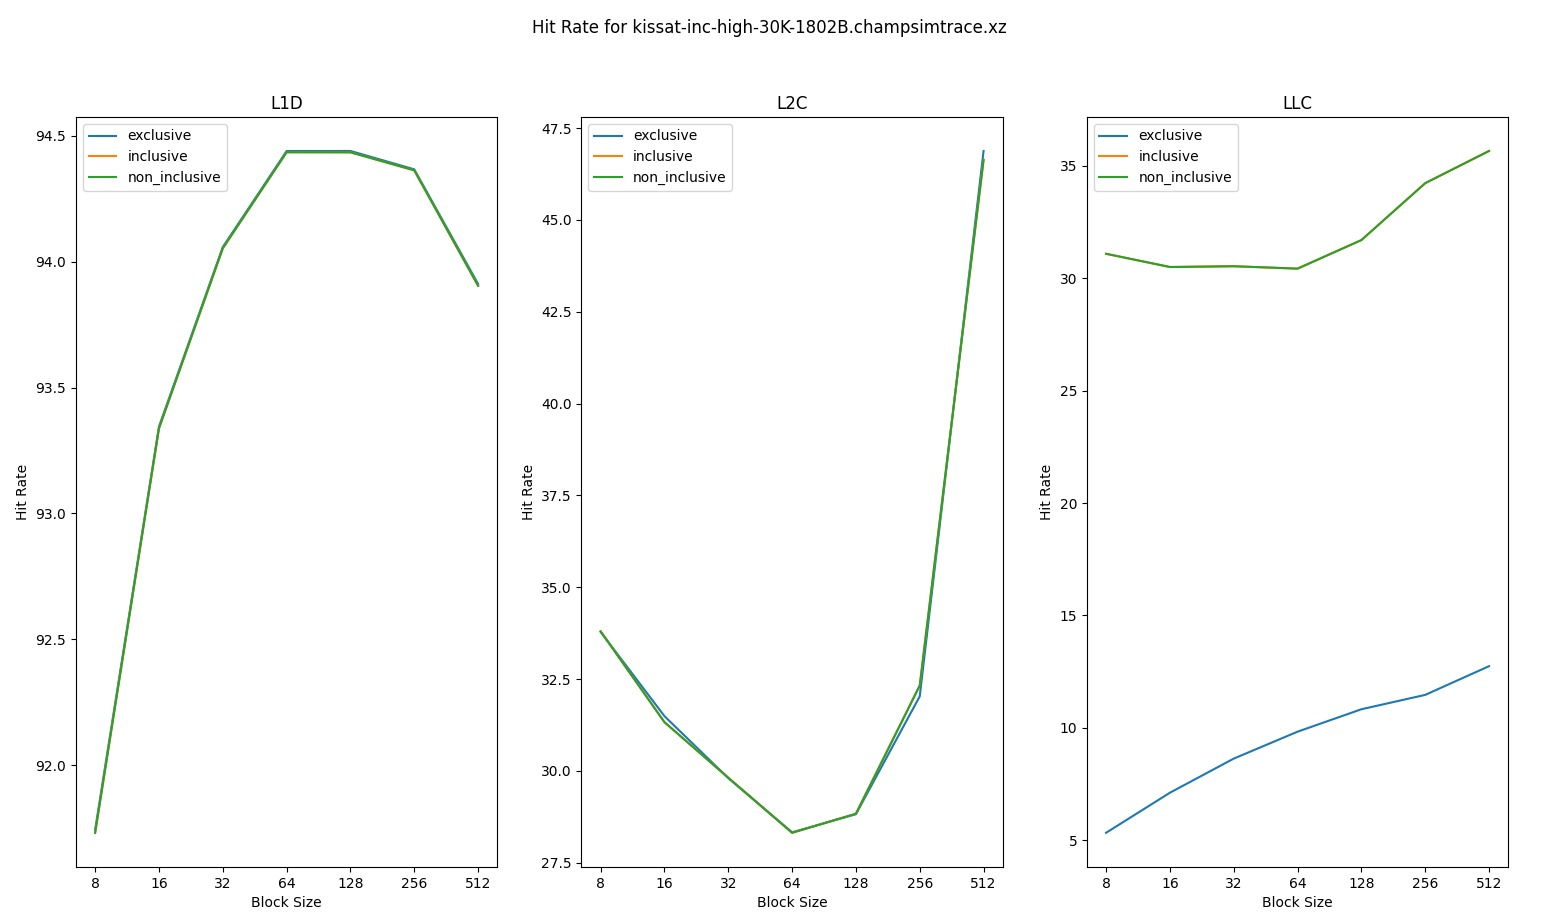 Hit Rate for kissat-inc-high-30K-1802B.champsimtrace.xz
L1D
exclusive
inclusive
non_inclusive
94.5
94.0
93.5
93.0
92.5
92.0
Hit Rate
8 16 32 64 128 256 512
Block Size
L2C
exclusive
inclusive
non_inclusive
47.5
45.0
42.5
40.0
37.5
35.0
32.5
30.0
27.5
Hit Rate
8 16 32 64 128 256 512
Block Size
LLC
exclusive
inclusive
non_inclusive
35
30
25
20
15
10
5
Hit Rate
8 16 32 64 128 256 512
Block Size